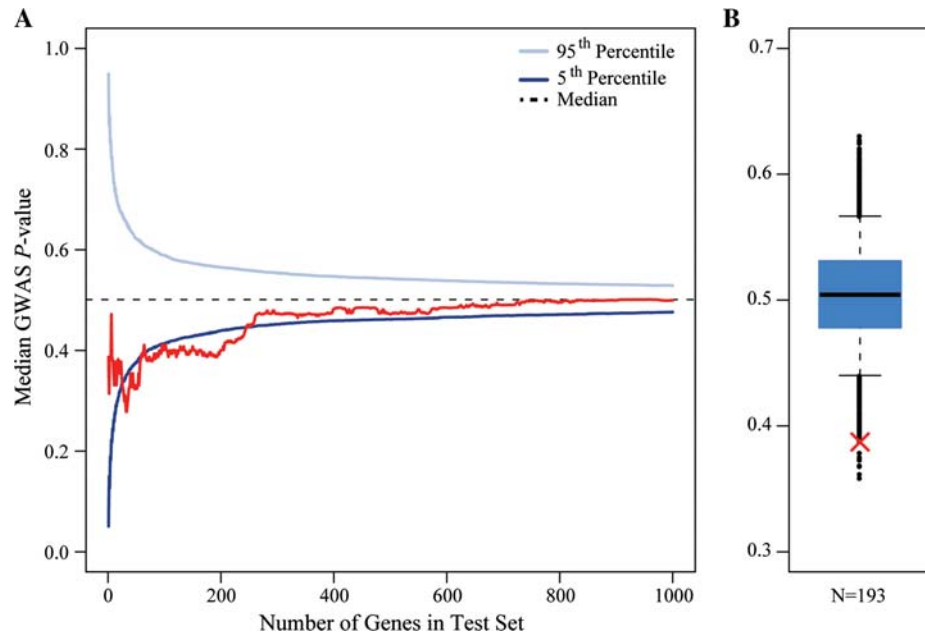 A
Median GWAS P-value
1.0
0.8
0.6
0.4
0.2
0.0
95th Percentile
5th Percentile
Median
0 200 400 600 800 1000
Number of Genes in Test Set
B
0.7
0.6
0.5
0.4
0.3
N=193